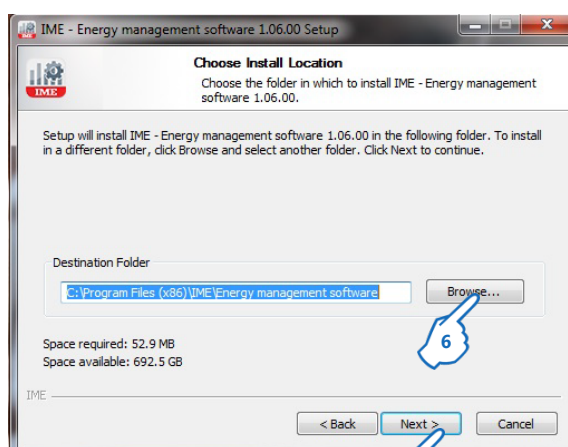 IME - Energy management software 1.06.00 Setup
Choose Install Location
Choose the folder in which to install IME - Energy management
software 1.06.00.
IME
Setup will install IME - Energy management software 1.06.00 in the following folder. To install
in a different folder, click Browse and select another folder. Click Next to continue.
Destination Folder
C:\Program Files (x86)\IME\Energy management software
Browse...
6
Space required: 52.9 MB
Space available: 692.5 GB
IME
< Back
Next >
Cancel